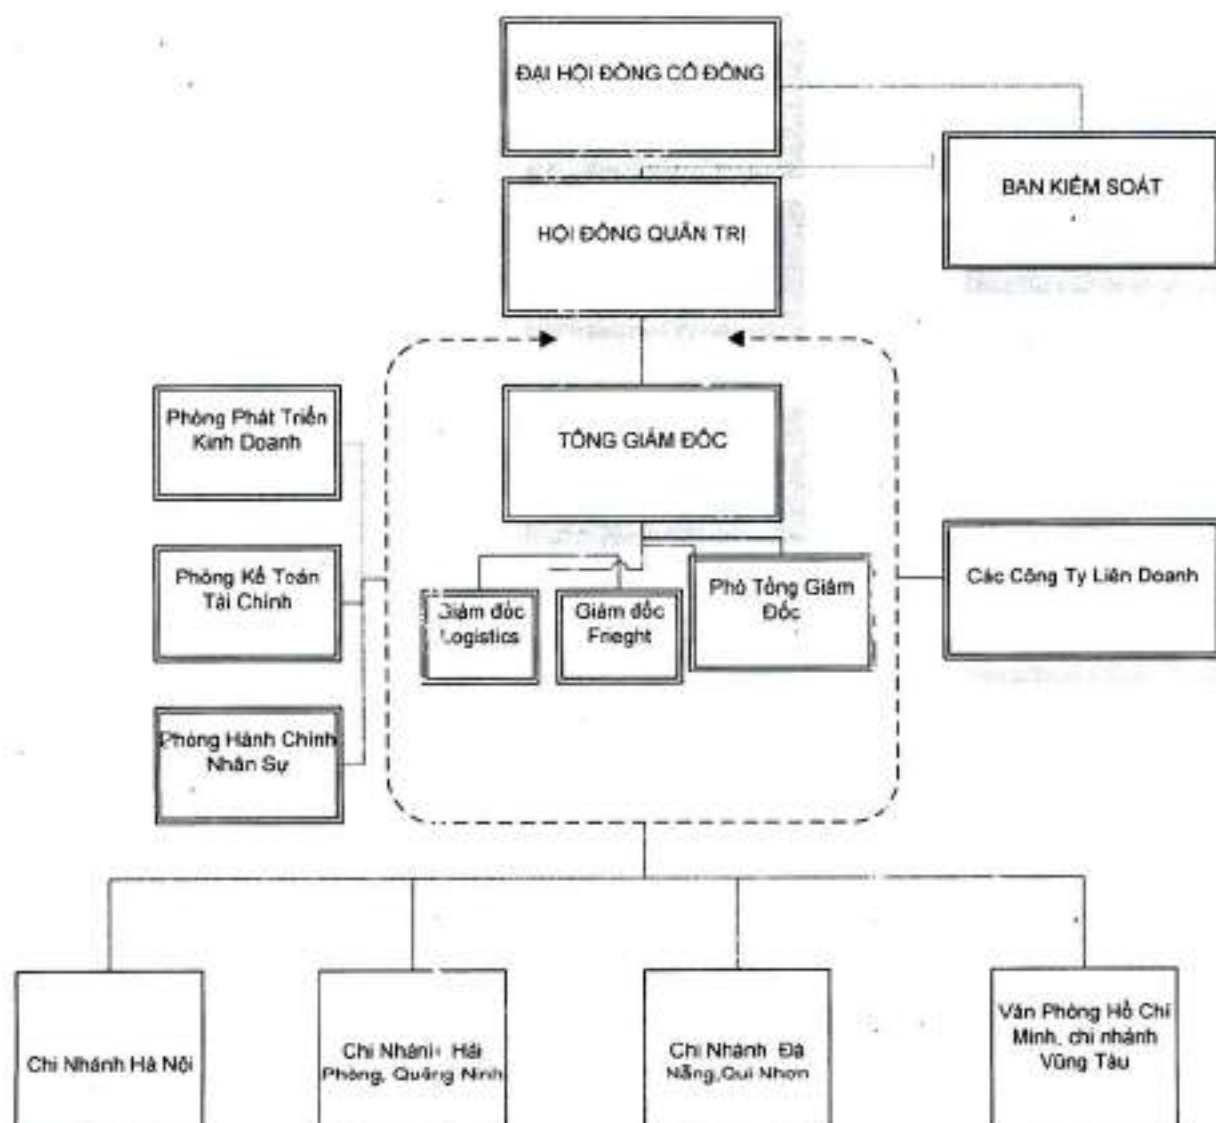 ĐẠI HỘI ĐỒNG CỔ ĐÔNG
BAN KIỂM SOÁT
HỘI ĐỒNG QUẢN TRỊ
Phòng Phát Triển
Kinh Doanh
TỔNG GIÁM ĐỐC
Phòng Kế Toán
Tài Chính
Các Công Ty Liên Doanh
Giám đốc
Logistics
Giám đốc
Frieght
Phó Tổng Giám
Đốc
Phòng Hành Chính
Nhân Sự
Chi Nhánh Hà Nội
Chi Nhánh Hải
Phòng, Quảng Ninh
Chi Nhánh Đà
Nẵng,Qui Nhơn
Văn Phòng Hồ Chí
Minh, chi nhánh
Vũng Tàu